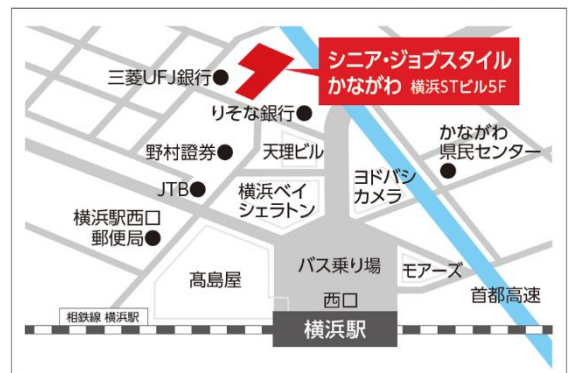 シニア・ジョブスタイル
かながわ 横浜STビル5F
三菱UFJ銀行
りそな銀行
かながわ
県民センター
野村證券
天理ビル
ヨドバシ
カメラ
JTB
横浜ベイ
シェラトン
横浜駅西口
郵便局
髙島屋
バス乗り場
モアーズ
西口
首都高速
相鉄線 横浜駅
横浜駅